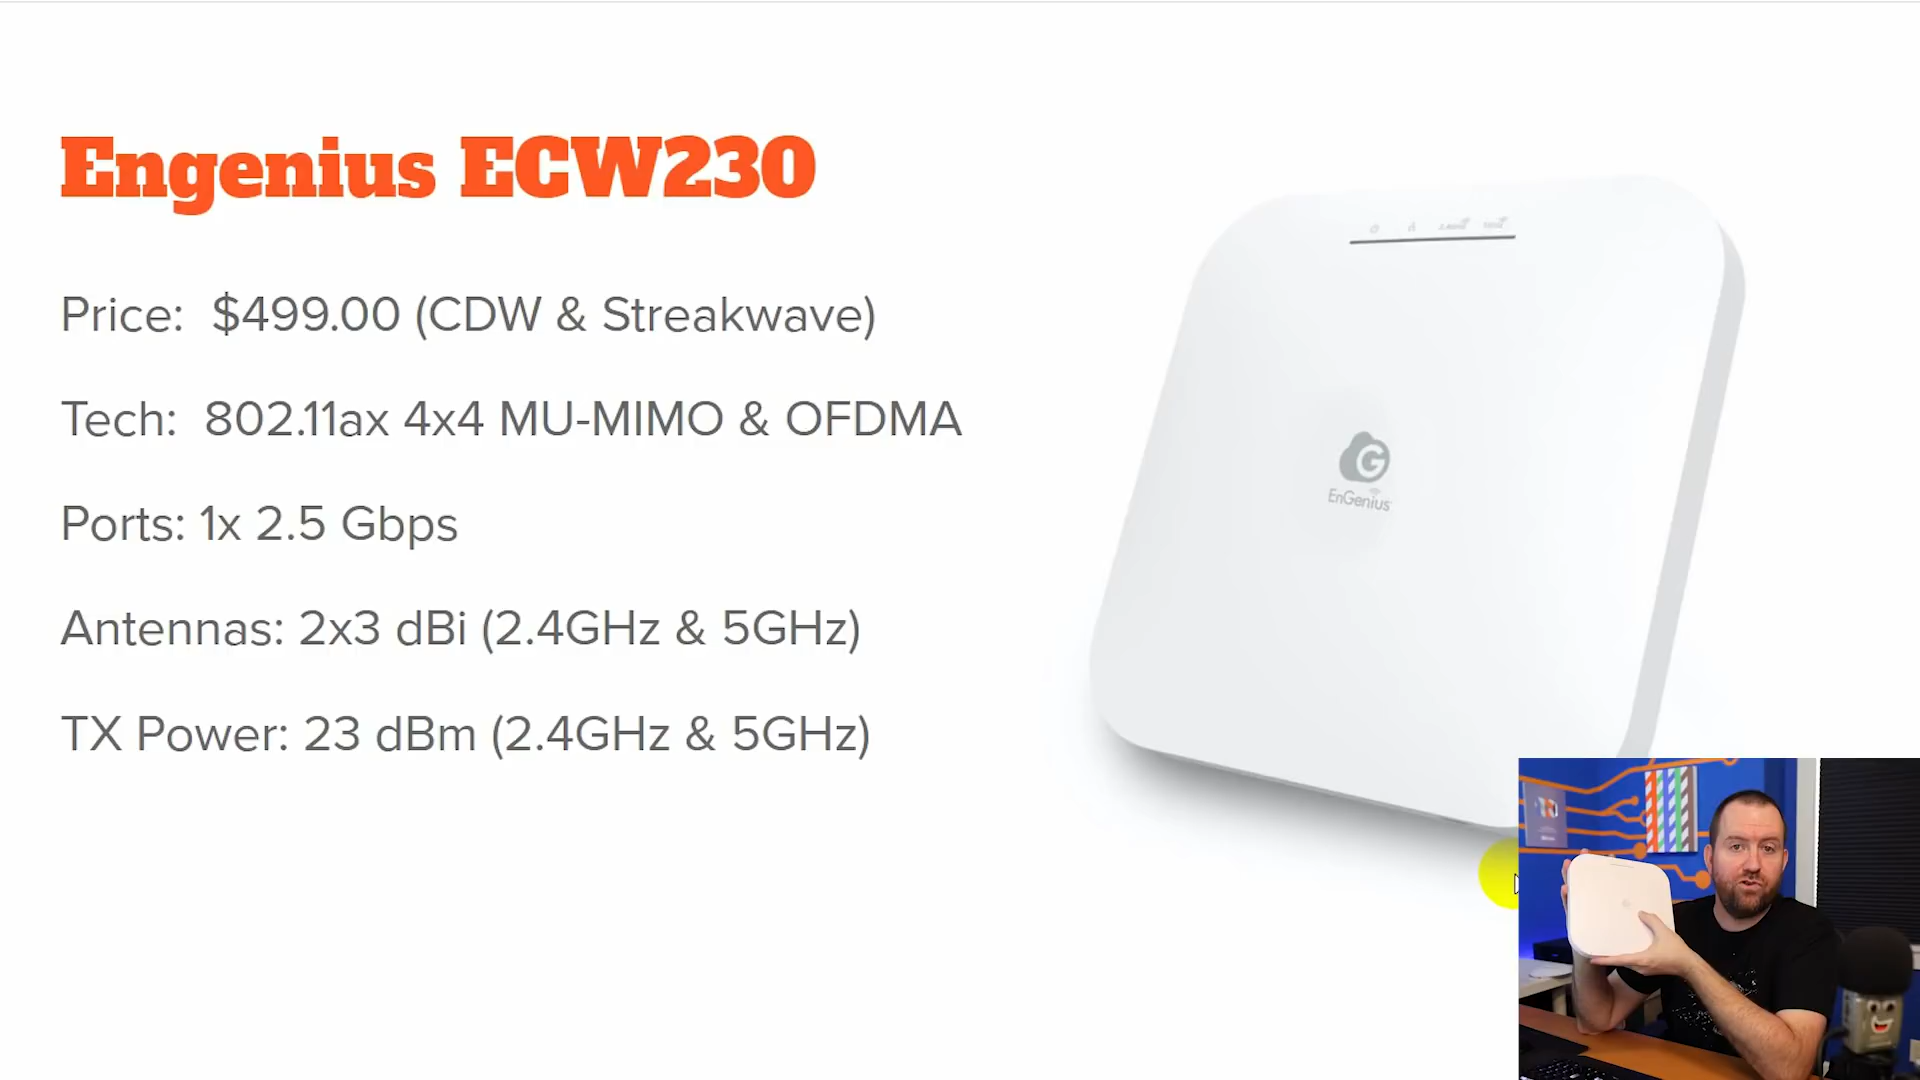 Engenius ECW230
Price: $499.00 (CDW & Streakwave)
Tech: 802.11ax 4x4 MU-MIMO & OFDMA
Ports: 1x 2.5 Gbps
Antennas: 2x3 dBi (2.4GHz & 5GHz)
TX Power: 23 dBm (2.4GHz & 5GHz)
G
EnGenius